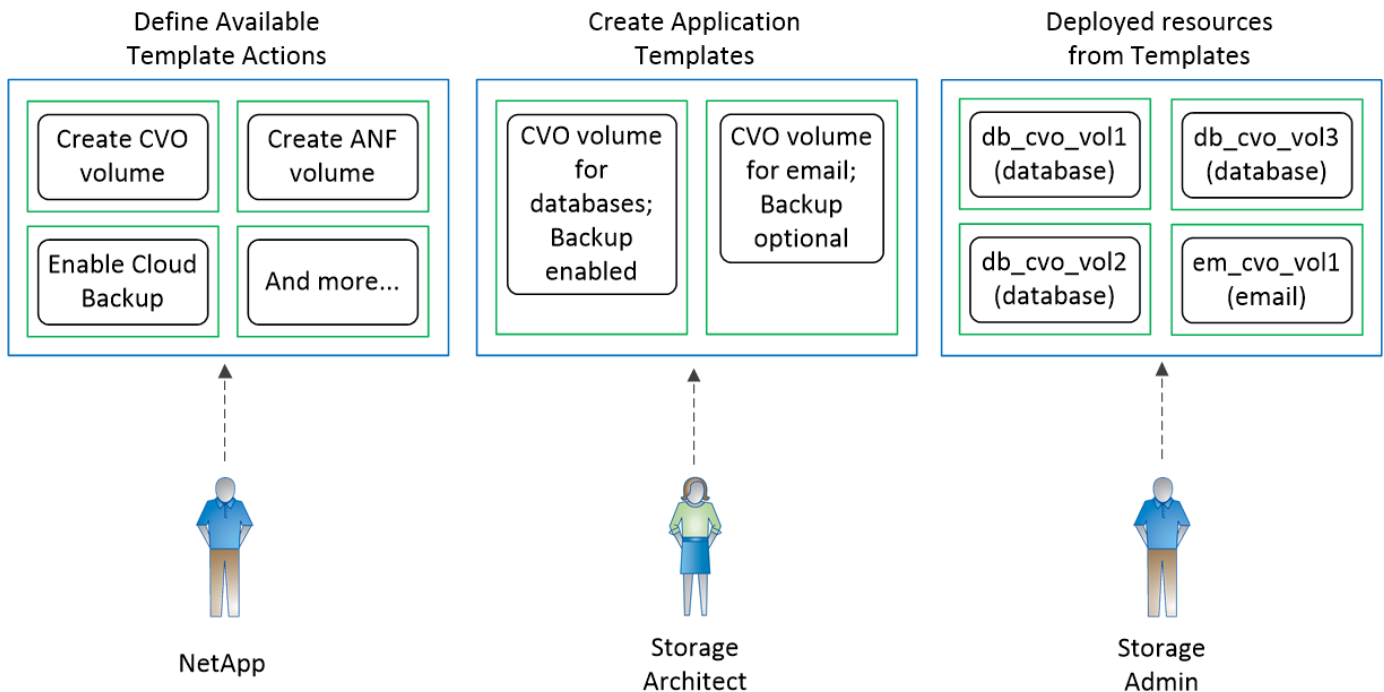 Define Available
Template Actions
Create CVO
volume
Create ANF
volume
Enable Cloud
Backup
And more...
NetApp
Create Application
Templates
CVO volume
for
databases;
Backup
enabled
CVO volume
for email;
Backup
optional
Storage
Architect
Deployed resources
from Templates
db_cvo_vol1
(database)
db_cvo_vol3
(database)
db_cvo_vol2
(database)
em_cvo_vol1
(email)
Storage
Admin